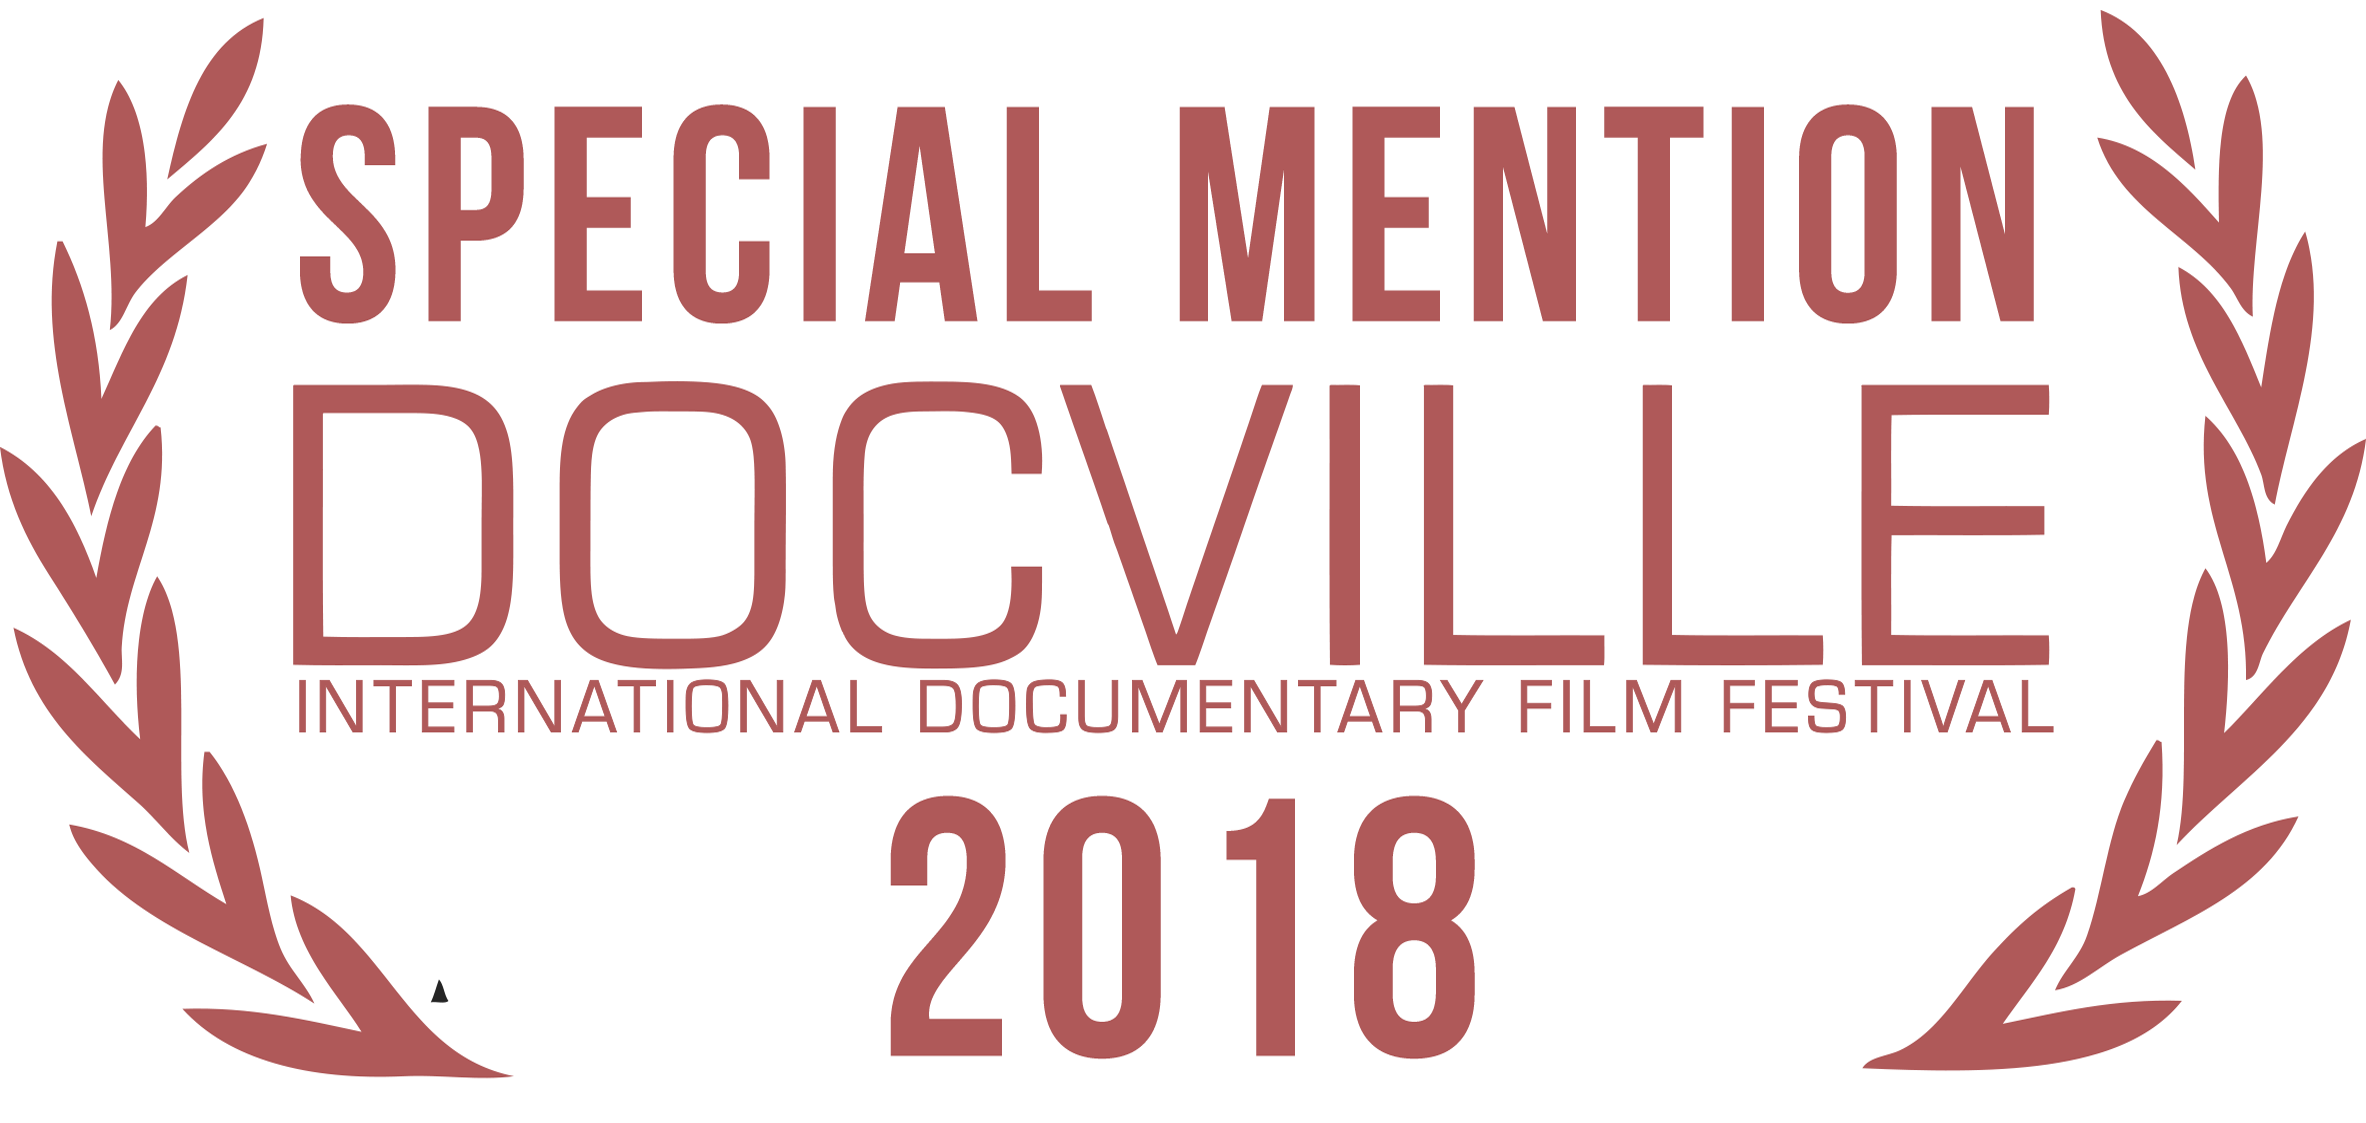 SPECIAL MENTION
DOCVILLE
INTERNATIONAL DOCUMENTARY FILM FESTIVAL
2018